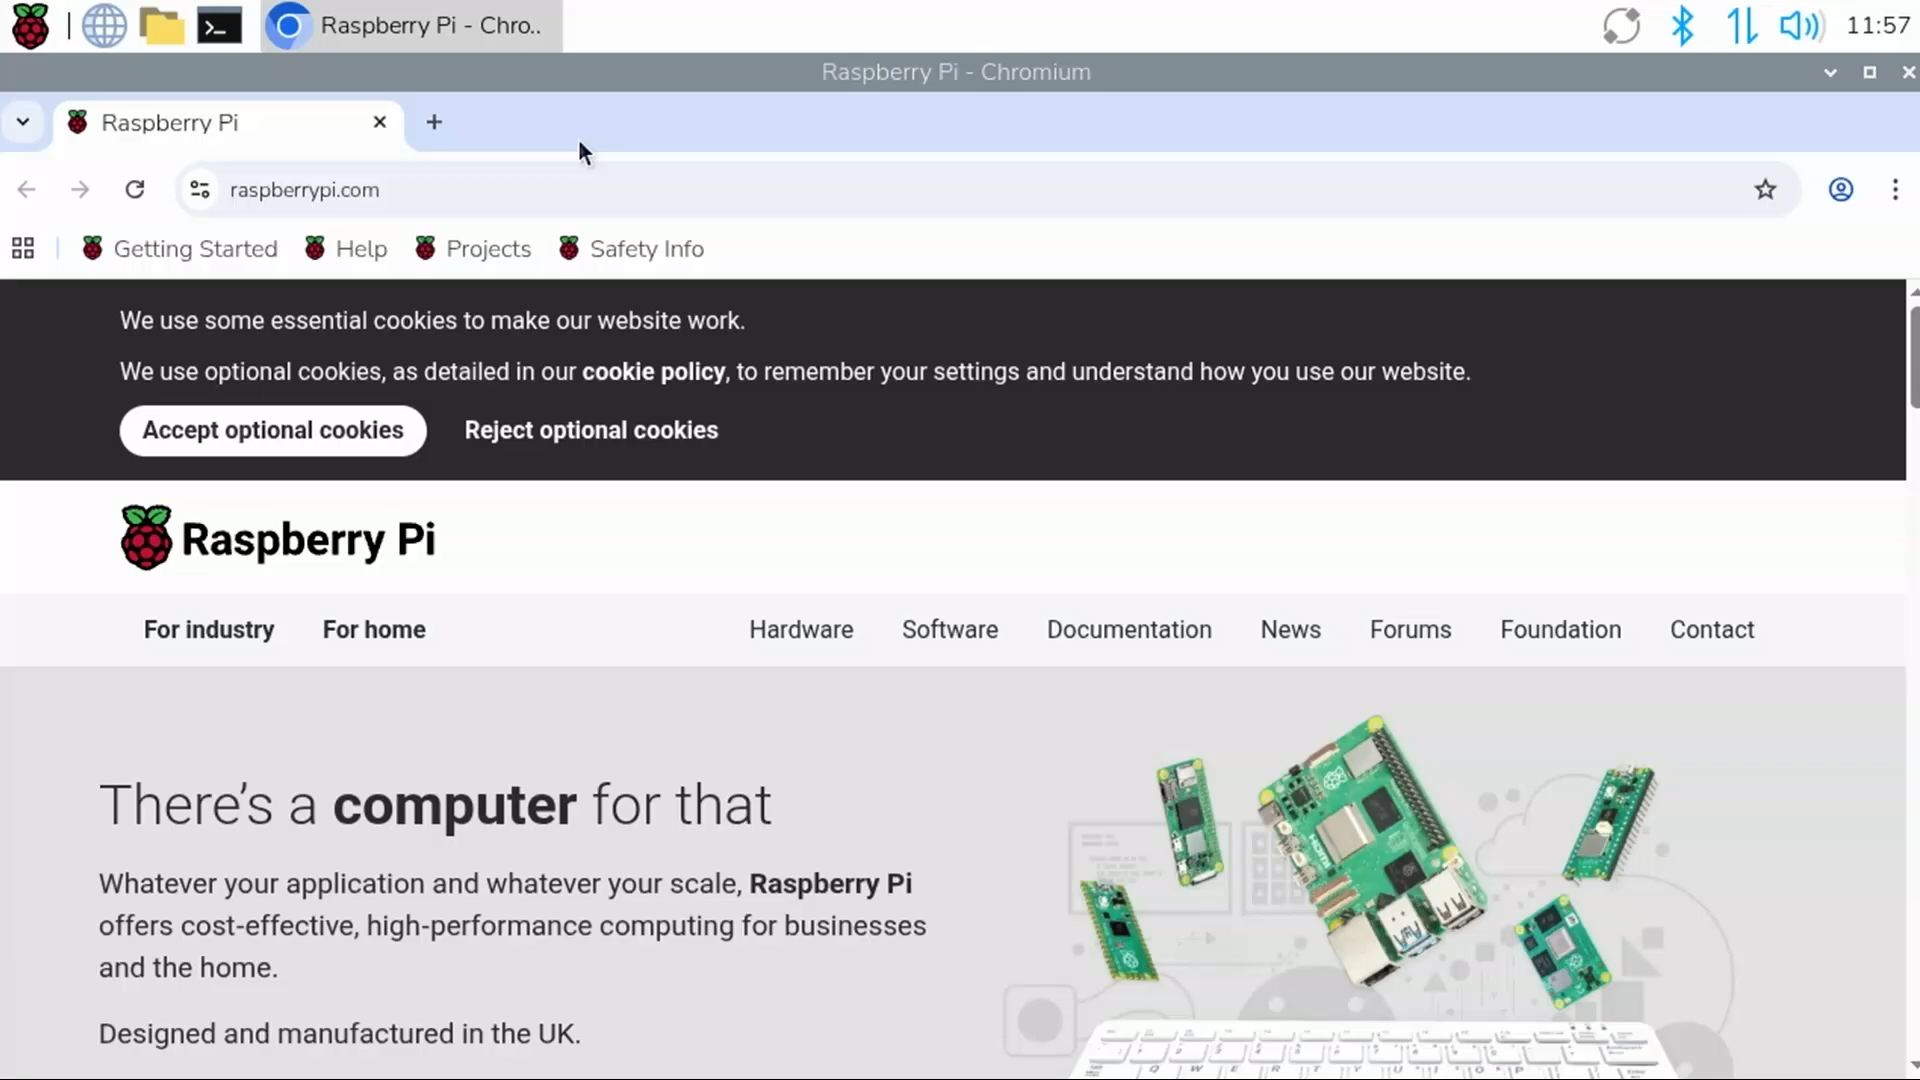 Raspberry Pi - Chro..
11:57
Raspberry Pi - Chromium
Raspberry Pi
raspberrypi.com
Getting Started
Help
Projects
Safety Info
We use some essential cookies to make our website work.
We use optional cookies, as detailed in our cookie policy, to remember your settings and understand how you use our website.
Accept optional cookies
Reject optional cookies
Raspberry Pi
For industry
For home
Hardware
Software
Documentation
News
Forums
Foundation
Contact
There’s a computer for that
Whatever your application and whatever your scale, Raspberry Pi
offers cost-effective, high-performance computing for businesses
and the home.
Designed and manufactured in the UK.